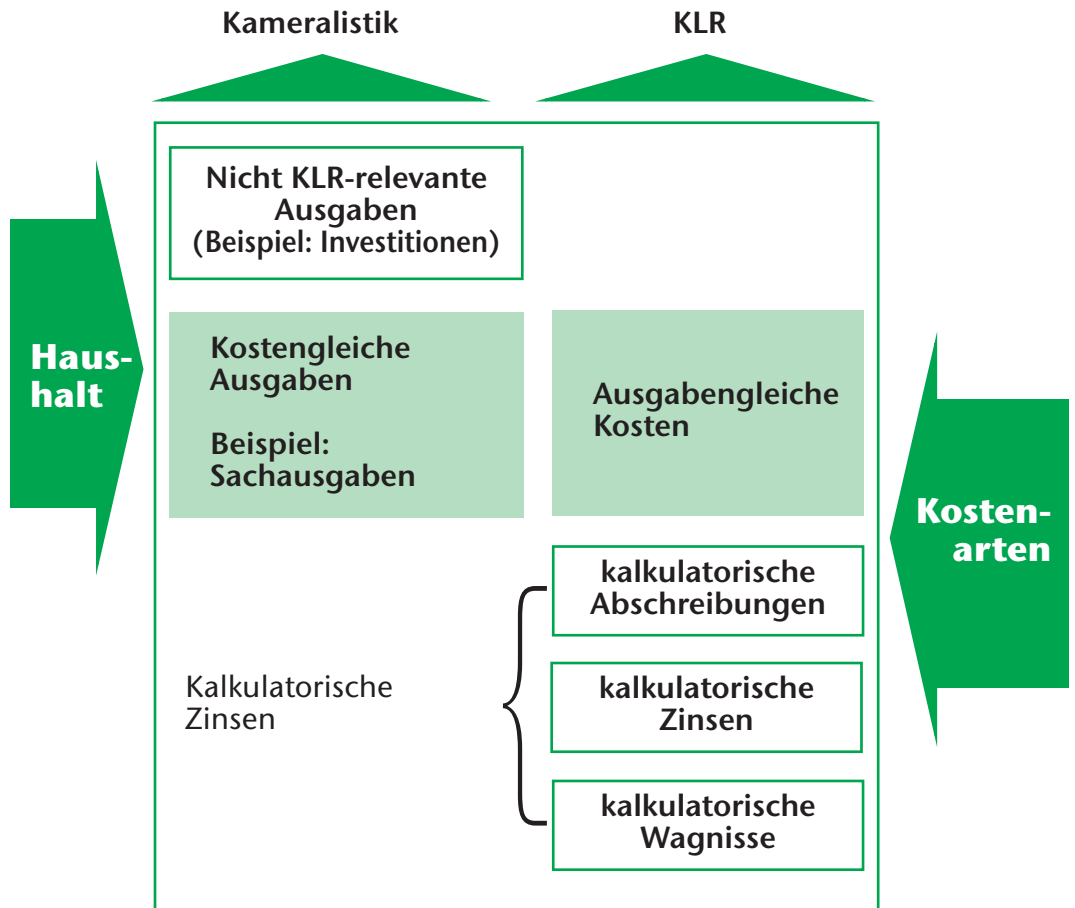 Kameralistik
KLR
Nicht KLR-relevante
Ausgaben
(Beispiel: Investitionen)
Haus-
halt
Kostengleiche
Ausgaben
Beispiel:
Sachausgaben
Ausgabengleiche
Kosten
Kosten-
arten
kalkulatorische
Abschreibungen
Kalkulatorische
Zinsen
kalkulatorische
Zinsen
kalkulatorische
Wagnisse